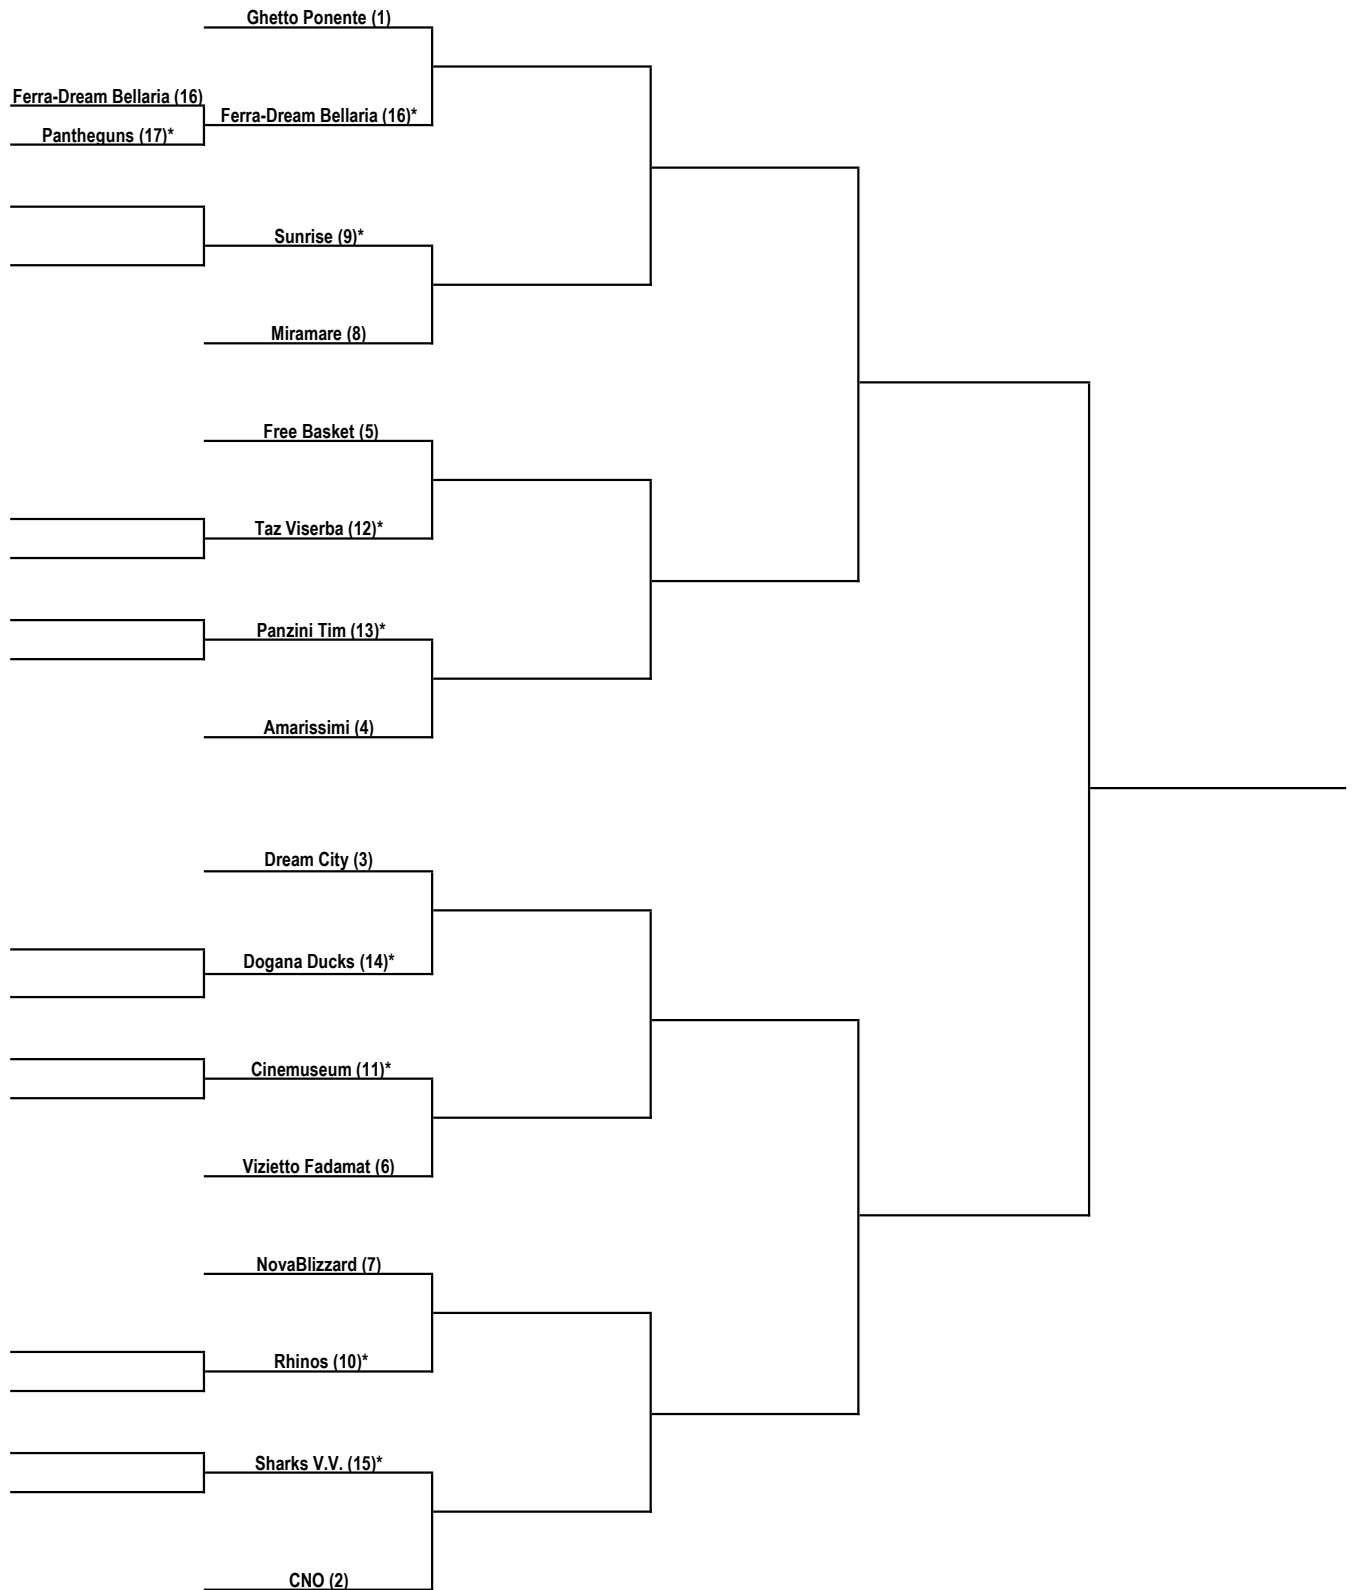 Ghetto Ponente (1)
Ferra-Dream Bellaria (16)
Ferra-Dream Bellaria (16)*
Pantheguns (17)*
Sunrise (9)*
Miramare (8)
Free Basket (5)
Taz Viserba (12)*
Panzini Tim (13)*
Amarissimi (4)
Dream City (3)
Dogana Ducks (14)*
Cinemuseum (11)*
Vizietto Fadamat (6)
NovaBlizzard (7)
Rhinos (10)*
Sharks V.V. (15)*
CNO (2)